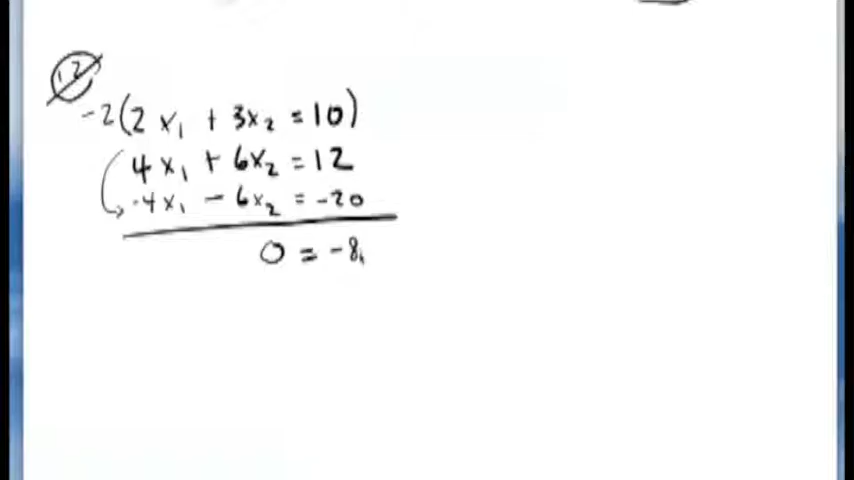 12
-2(2x₁ + 3x₂ = 10)
4x₁ + 6x₂ = 12
-4x₁ - 6x₂ = -20
0 = -8